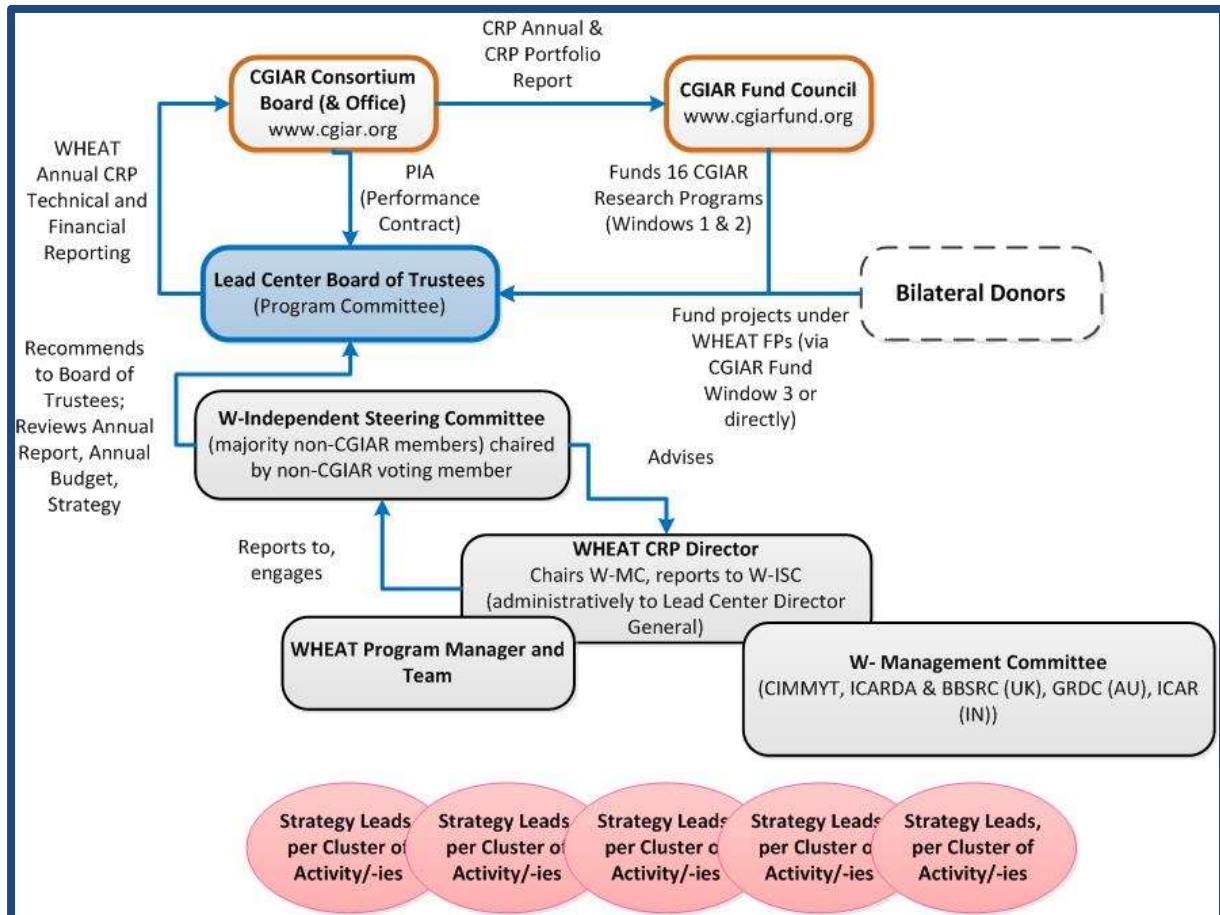 CRP Annual &
CRP Portfolio
Report
CGIAR Consortium
Board (& Office)
www.cgiar.org
CGIAR Fund Council
www.cgiarfund.org
WHEAT
Annual CRP
Technical and
Financial
Reporting
PIA
(Performance
Contract)
Funds 16 CGIAR
Research Programs
(Windows 1 & 2)
Lead Center Board of Trustees
(Program Committee)
Bilateral Donors
Fund projects under
WHEAT FPs (via
CGIAR Fund
Window 3 or
directly)
Recommends
to Board of
Trustees;
Reviews Annual
Report, Annual
Budget,
Strategy
W-Independent Steering Committee
(majority non-CGIAR members) chaired
by non-CGIAR voting member
Advises
Reports to,
engages
WHEAT CRP Director
Chairs W-MC, reports to W-ISC
(administratively to Lead Center Director
General)
WHEAT Program Manager and
Team
W- Management Committee
(CIMMYT, ICARDA & BBSRC (UK), GRDC (AU), ICAR
(IN))
Strategy Leads,
per Cluster of
Activity/-ies
Strategy Leads,
per Cluster of
Activity/-ies
Strategy Leads,
per Cluster of
Activity/-ies
Strategy Leads,
per Cluster of
Activity/-ies
Strategy Leads,
per Cluster of
Activity/-ies